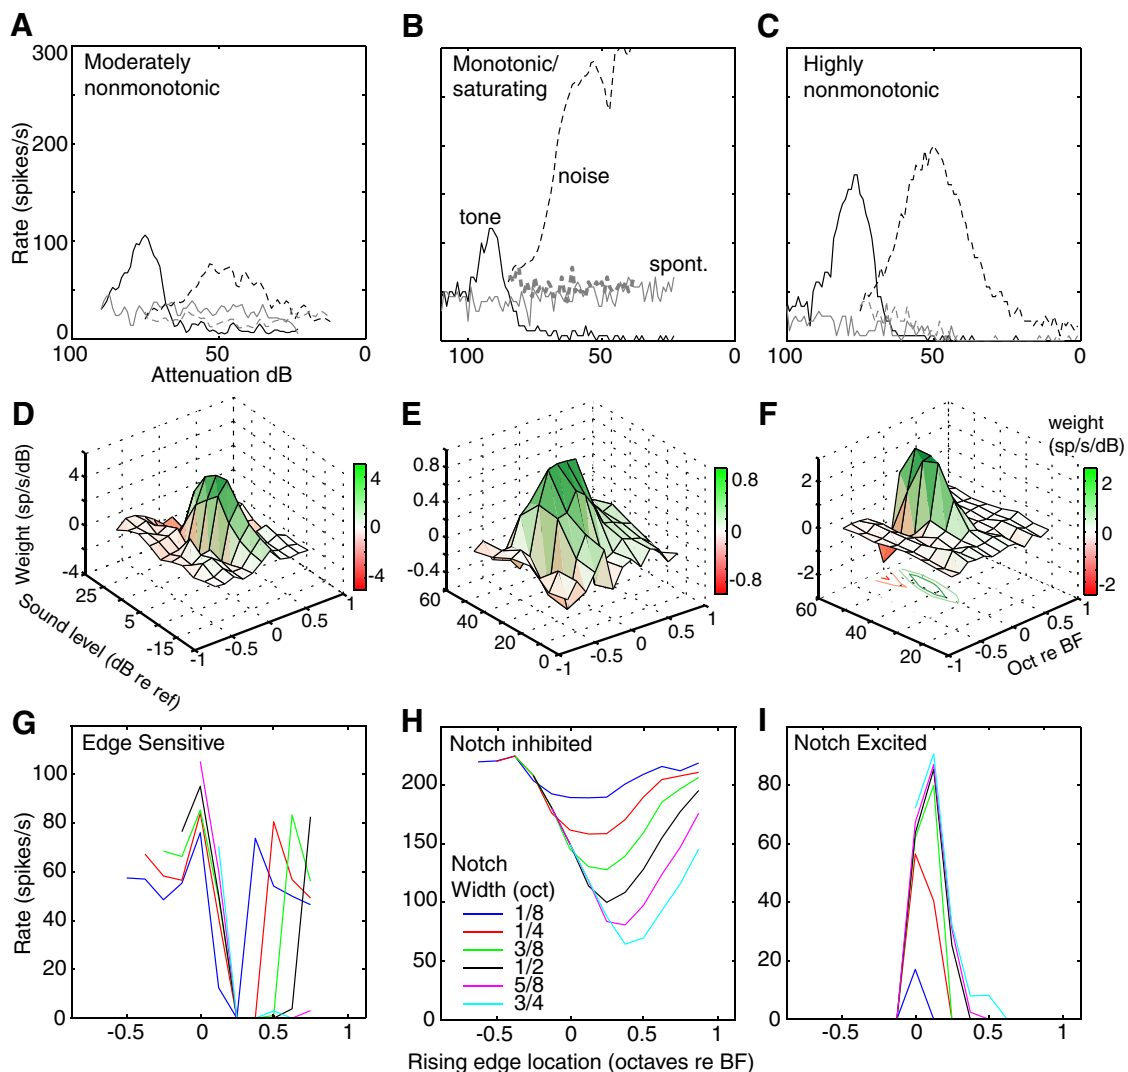 A
B
C
Moderately
nonmonotonic
Monotonic/
saturating
Highly
nonmonotonic
300
200
100
0
Rate (spikes/s)
noise
tone
spont.
100
50
0
100
50
0
100
50
0
Attenuation dB
D
E
F
Weight (sp/s/dB)
4
0
-4
25
5
-15
-1
-0.5
0
0.5
1
Sound level (dB re ref)
4
0
-4
0.8
0.4
0
-0.4
60
40
20
0
-1
-0.5
0
0.5
1
0.8
0
-0.8
2
0
-2
60
40
20
-1
-0.5
0
0.5
1
Oct re BF
weight
(sp/s/dB)
2
1
0
-1
-2
G
H
I
Edge Sensitive
Notch inhibited
Notch Excited
Rate (spikes/s)
100
80
60
40
20
0
-0.5
0
0.5
1
200
150
100
50
0
Notch
Width (oct)
1/8
1/4
3/8
1/2
5/8
3/4
-0.5
0
0.5
1
80
60
40
20
0
-0.5
0
0.5
1
Rising edge location (octaves re BF)